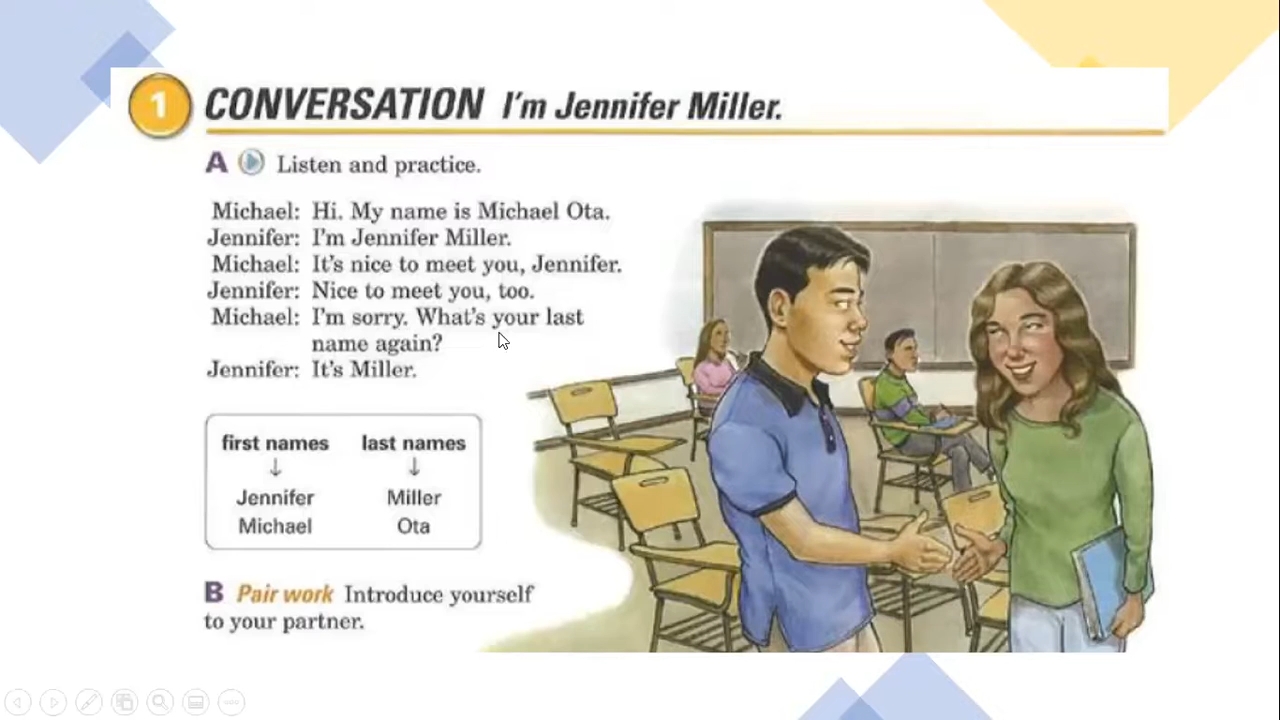 1 CONVERSATION I'm Jennifer Miller.
A Listen and practice.
Michael: Hi. My name is Michael Ota.
Jennifer: I'm Jennifer Miller.
Michael: It's nice to meet you, Jennifer.
Jennifer: Nice to meet you, too.
Michael: I'm sorry. What's your last
name again?
Jennifer: It's Miller.
first names last names
↓ ↓
Jennifer Miller
Michael Ota
B Pair work Introduce yourself
to your partner.